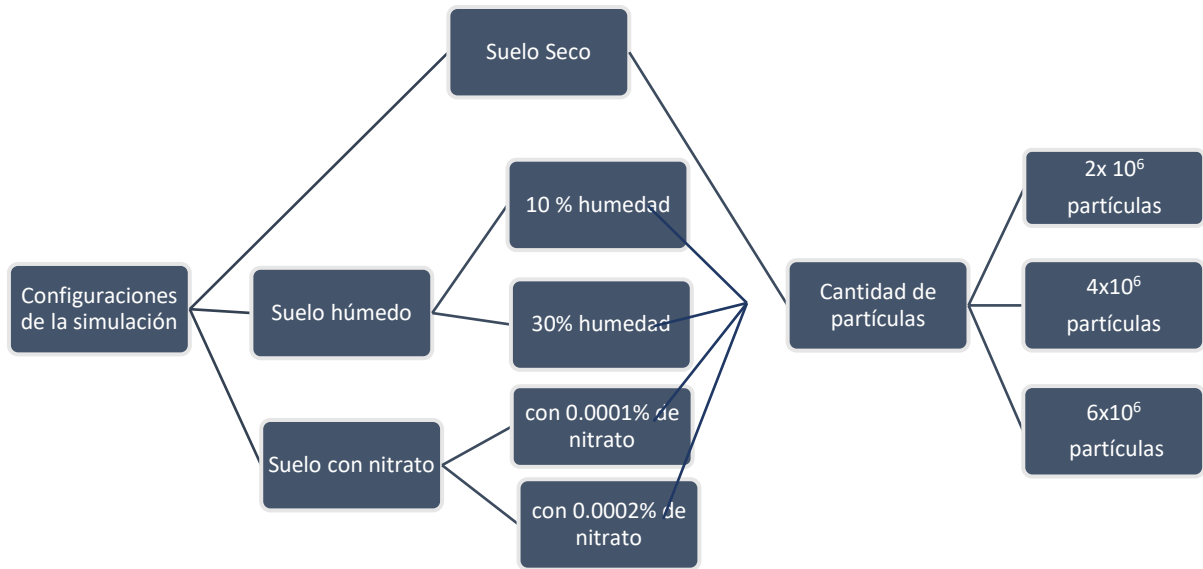 Suelo Seco
10 % humedad
2x 10⁶
partículas
Configuraciones
de la simulación
Suelo húmedo
30% humedad
Cantidad de
partículas
4x10⁶
partículas
Suelo con nitrato
con 0.0001% de
nitrato
con 0.0002% de
nitrato
6x10⁶
partículas